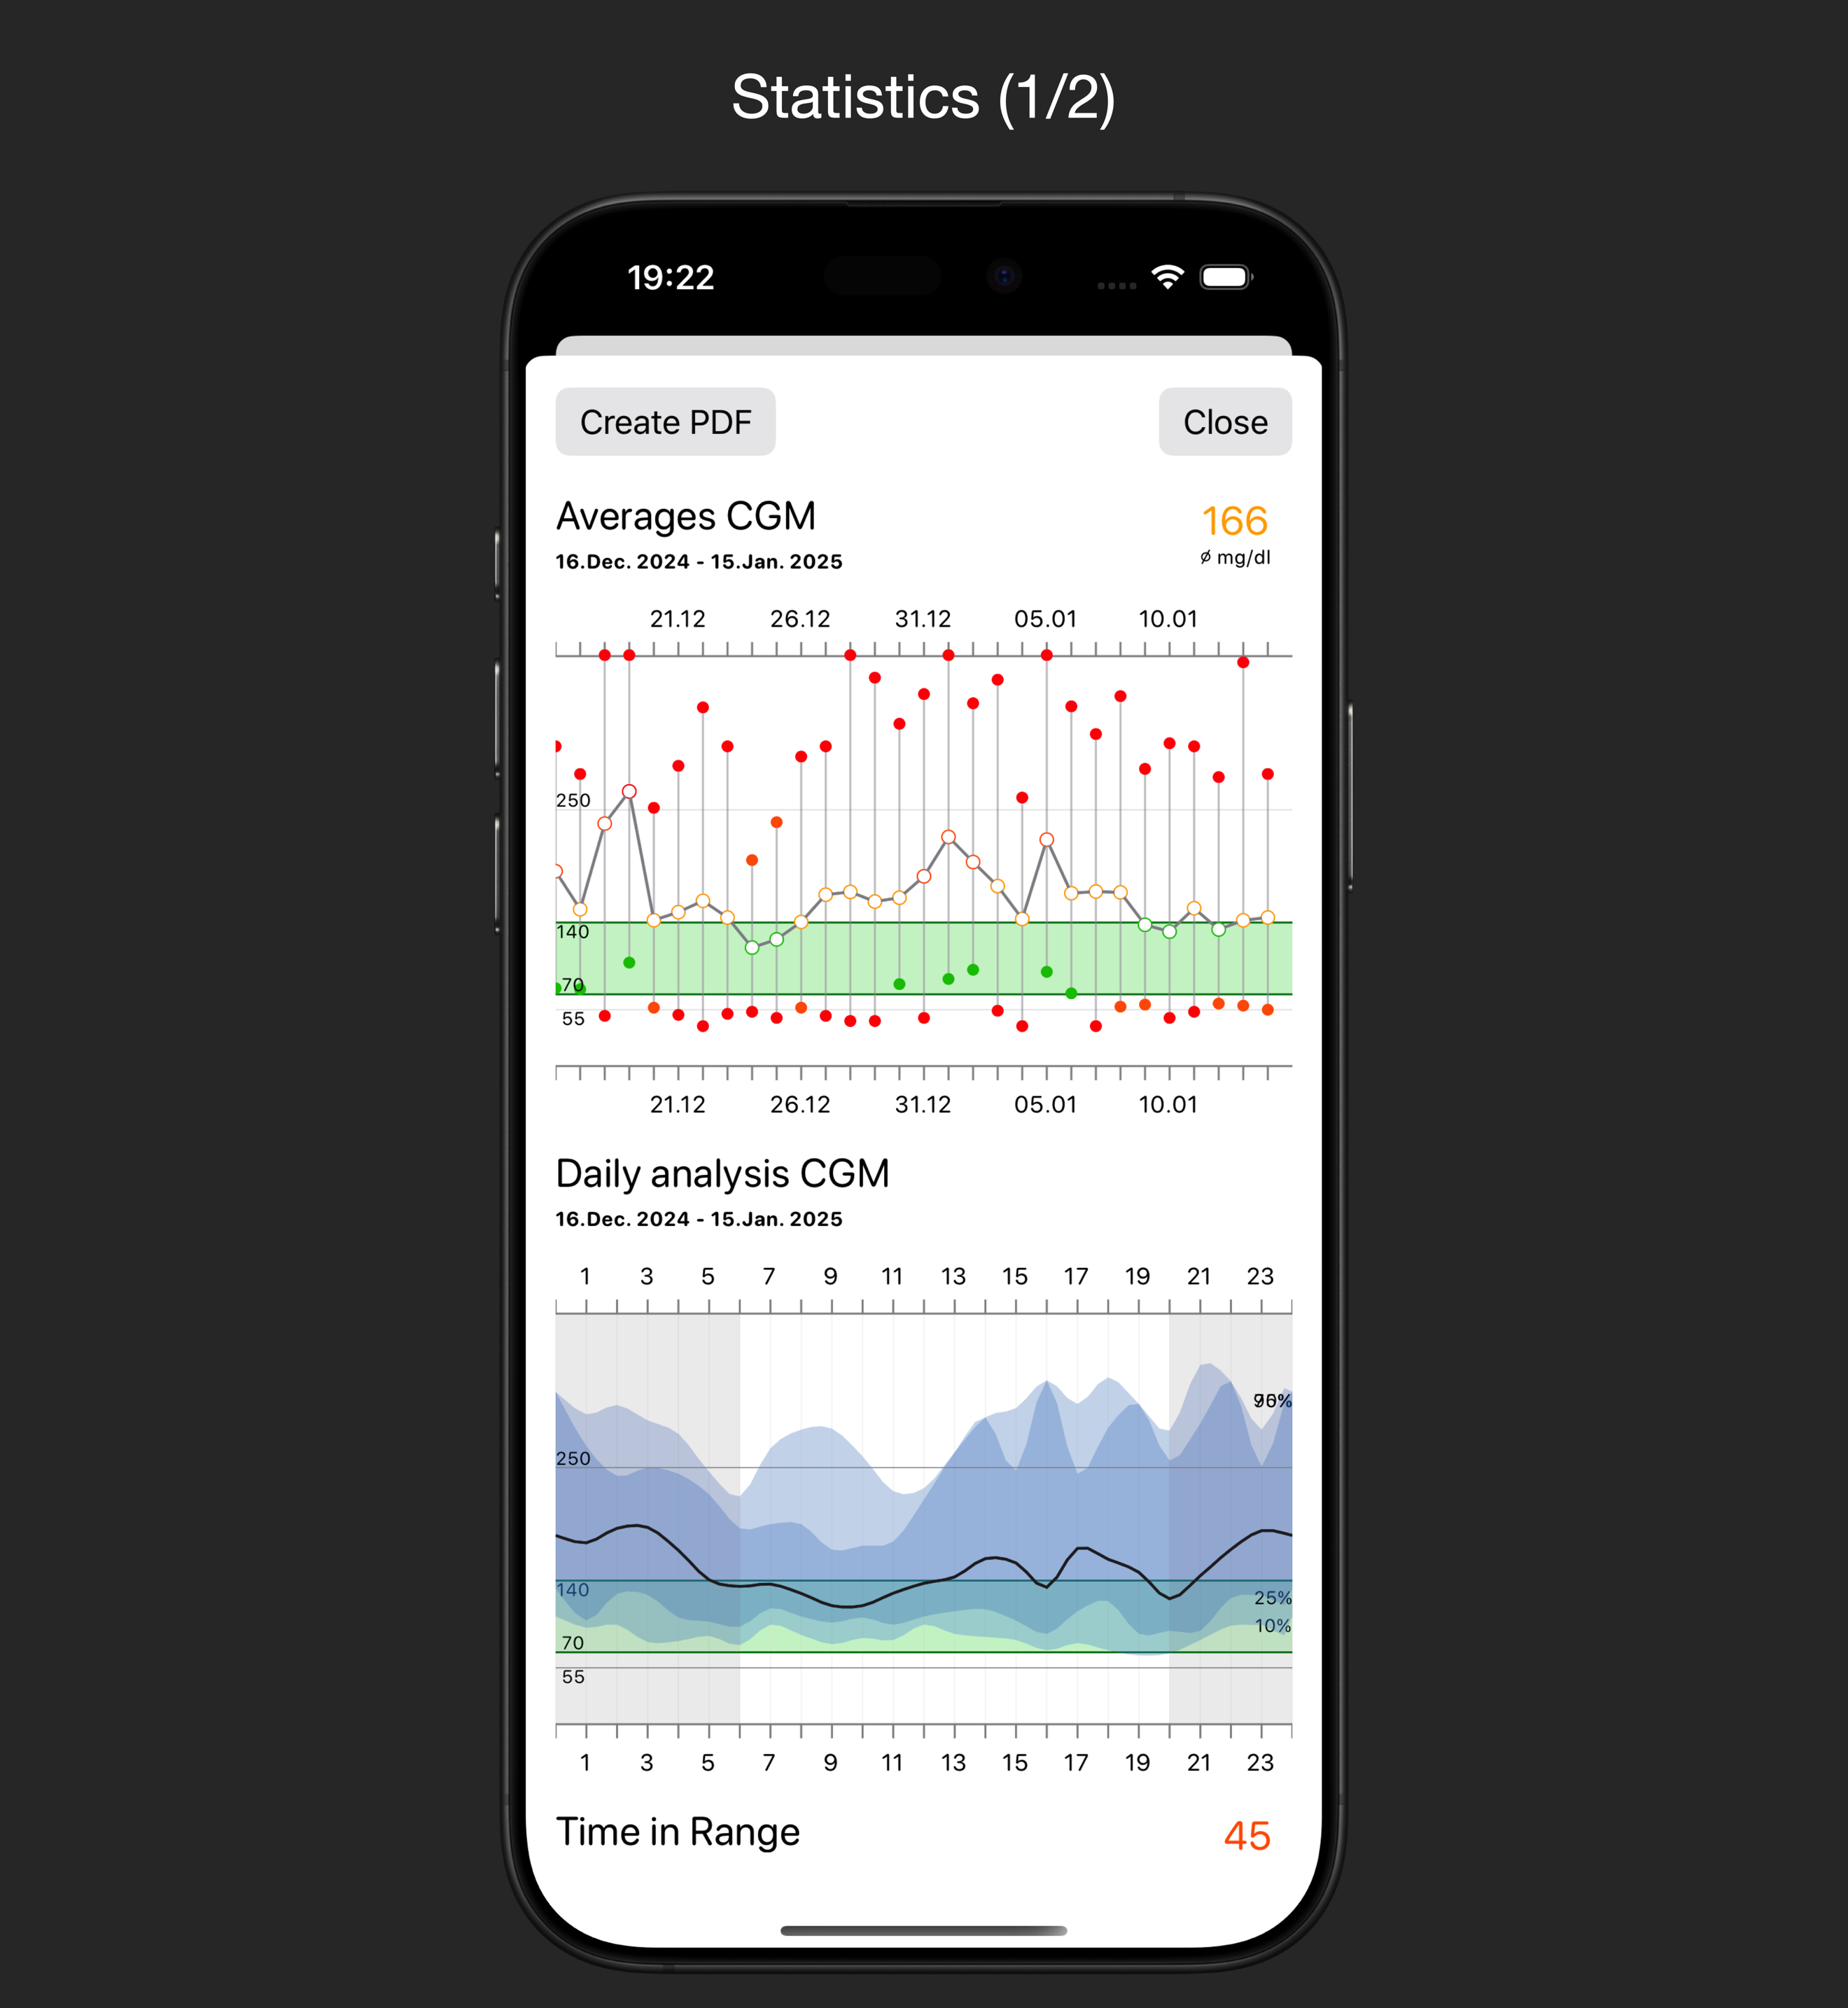 Statistics (1/2)
19:22
Create PDF
Close
Averages CGM
166
16.Dec. 2024 - 15.Jan. 2025
ø mg/dl
21.12 26.12 31.12 05.01 10.01
250
140
70
55
21.12 26.12 31.12 05.01 10.01
Daily analysis CGM
16.Dec. 2024 - 15.Jan. 2025
1 3 5 7 9 11 13 15 17 19 21 23
250
140
25%
10%
70
55
1 3 5 7 9 11 13 15 17 19 21 23
Time in Range
45